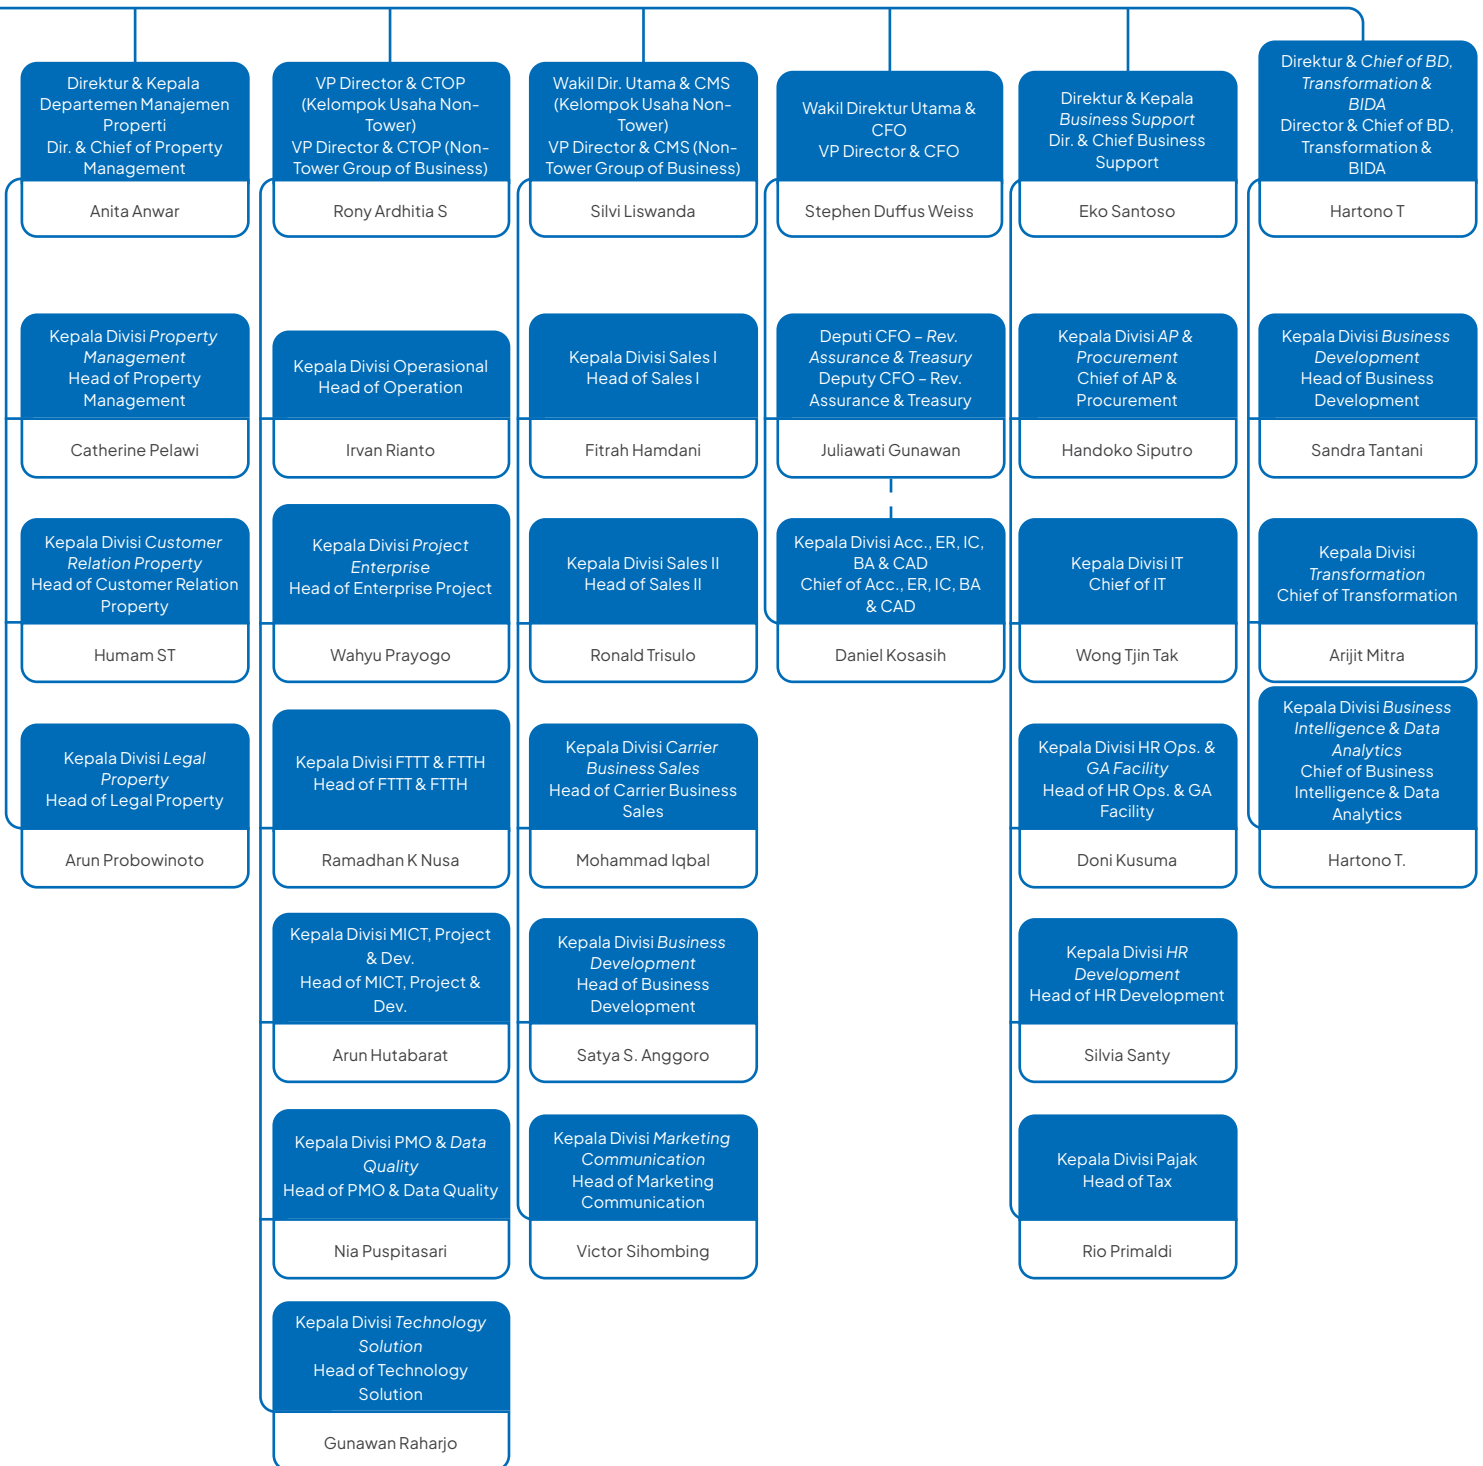 Direktur & Kepala
Departemen Manajemen
Properti
Dir. & Chief of Property
Management
Anita Anwar
Kepala Divisi Property
Management
Head of Property
Management
Catherine Pelawi
Kepala Divisi Customer
Relation Property
Head of Customer Relation
Property
Humam ST
Kepala Divisi Legal
Property
Head of Legal Property
Arun Probowinoto
VP Director & CTOP
(Kelompok Usaha Non-
Tower)
VP Director & CTOP (Non-
Tower Group of Business)
Rony Ardhitia S
Kepala Divisi Operasional
Head of Operation
Irvan Rianto
Kepala Divisi Project
Enterprise
Head of Enterprise Project
Wahyu Prayogo
Kepala Divisi FTTT & FTTH
Head of FTTT & FTTH
Ramadhan K Nusa
Kepala Divisi MICT, Project
& Dev.
Head of MICT, Project &
Dev.
Arun Hutabarat
Kepala Divisi PMO & Data
Quality
Head of PMO & Data Quality
Nia Puspitasari
Kepala Divisi Technology
Solution
Head of Technology
Solution
Gunawan Raharjo
Wakil Dir. Utama & CMS
(Kelompok Usaha Non-
Tower)
VP Director & CMS (Non-
Tower Group of Business)
Silvi Liswanda
Kepala Divisi Sales I
Head of Sales I
Fitrah Hamdani
Kepala Divisi Sales II
Head of Sales II
Ronald Trisulo
Kepala Divisi Carrier
Business Sales
Head of Carrier Business
Sales
Mohammad Iqbal
Kepala Divisi Business
Development
Head of Business
Development
Satya S. Anggoro
Kepala Divisi Marketing
Communication
Head of Marketing
Communication
Victor Sihombing
Wakil Direktur Utama &
CFO
VP Director & CFO
Stephen Duffus Weiss
Deputi CFO – Rev.
Assurance & Treasury
Deputy CFO – Rev.
Assurance & Treasury
Juliawati Gunawan
Kepala Divisi Acc., ER, IC,
BA & CAD
Chief of Acc., ER, IC, BA
& CAD
Daniel Kosasih
Direktur & Kepala
Business Support
Dir. & Chief Business
Support
Eko Santoso
Kepala Divisi AP &
Procurement
Chief of AP &
Procurement
Handoko Siputro
Kepala Divisi IT
Chief of IT
Wong Tjin Tak
Kepala Divisi HR Ops. &
GA Facility
Head of HR Ops. & GA
Facility
Doni Kusuma
Kepala Divisi HR
Development
Head of HR Development
Silvia Santy
Kepala Divisi Pajak
Head of Tax
Rio Primaldi
Direktur & Chief of BD,
Transformation &
BIDA
Director & Chief of BD,
Transformation &
BIDA
Hartono T
Kepala Divisi Business
Development
Head of Business
Development
Sandra Tantani
Kepala Divisi
Transformation
Chief of Transformation
Arijit Mitra
Kepala Divisi Business
Intelligence & Data
Analytics
Chief of Business
Intelligence & Data
Analytics
Hartono T.